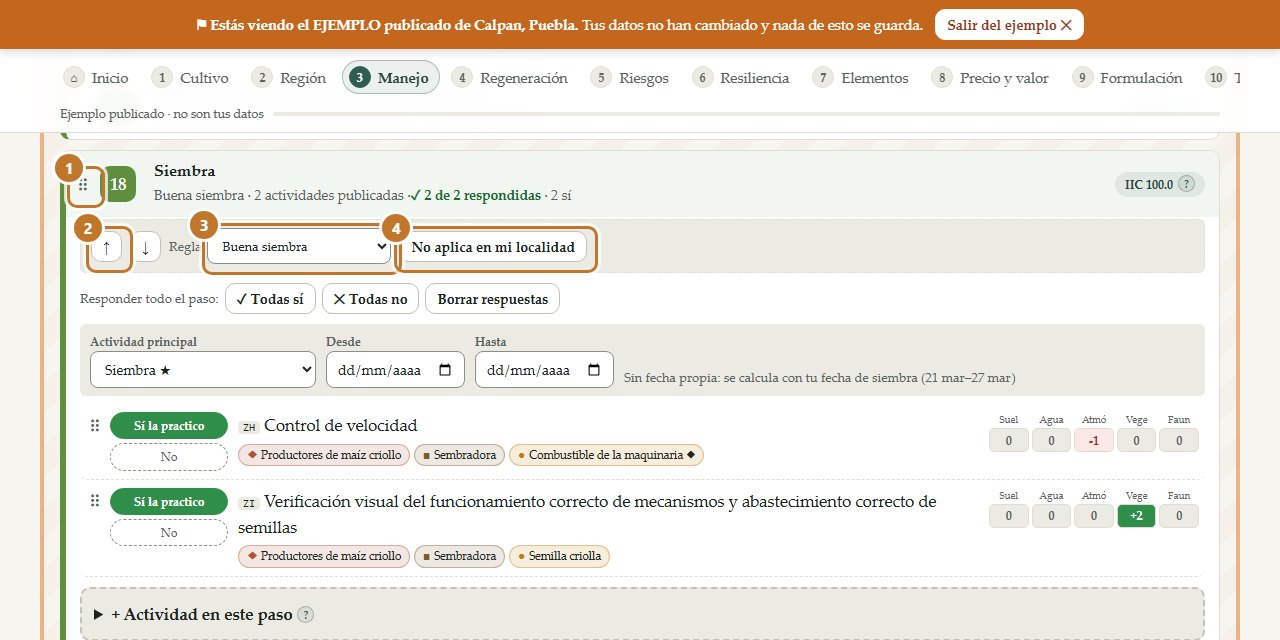 ⚑ Estás viendo el EJEMPLO publicado de Calpan, Puebla. Tus datos no han cambiado y nada de esto se guarda. Salir del ejemplo ✕
⌂ Inicio 1 Cultivo 2 Región 3 Manejo 4 Regeneración 5 Riesgos 6 Resiliencia 7 Elementos 8 Precio y valor 9 Formulación 10
Ejemplo publicado · no son tus datos
1
18 Siembra
Buena siembra · 2 actividades publicadas · ✓ 2 de 2 respondidas · 2 sí
IIC 100.0 ?
2 3 4
↑ ↓ Regla Buena siembra No aplica en mi localidad
Responder todo el paso: ✓ Todas sí ✕ Todas no Borrar respuestas
Actividad principal Desde Hasta
Siembra ★ dd/mm/aaaa dd/mm/aaaa Sin fecha propia: se calcula con tu fecha de siembra (21 mar–27 mar)
Sí la practico ZH Control de velocidad
No ◆ Productores de maíz criollo ■ Sembradora ● Combustible de la maquinaria ◆
Suel Agua Atmó Vege Faun
0 0 -1 0 0
Sí la practico ZI Verificación visual del funcionamiento correcto de mecanismos y abastecimiento correcto de
No semillas
◆ Productores de maíz criollo ■ Sembradora ● Semilla criolla
Suel Agua Atmó Vege Faun
0 0 0 +2 0
▶ + Actividad en este paso ?